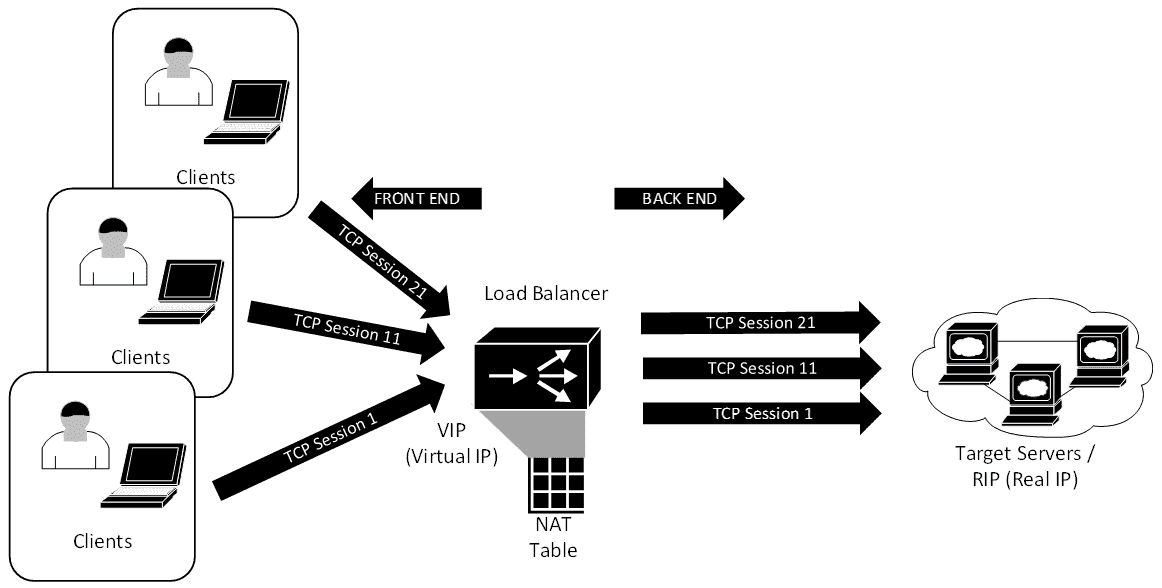 Clients
FRONT END
BACK END
TCP Session 21
Load Balancer
TCP Session 21
Clients
TCP Session 11
TCP Session 11
TCP Session 1
TCP Session 1
VIP
(Virtual IP)
Target Servers /
RIP (Real IP)
NAT
Table
Clients